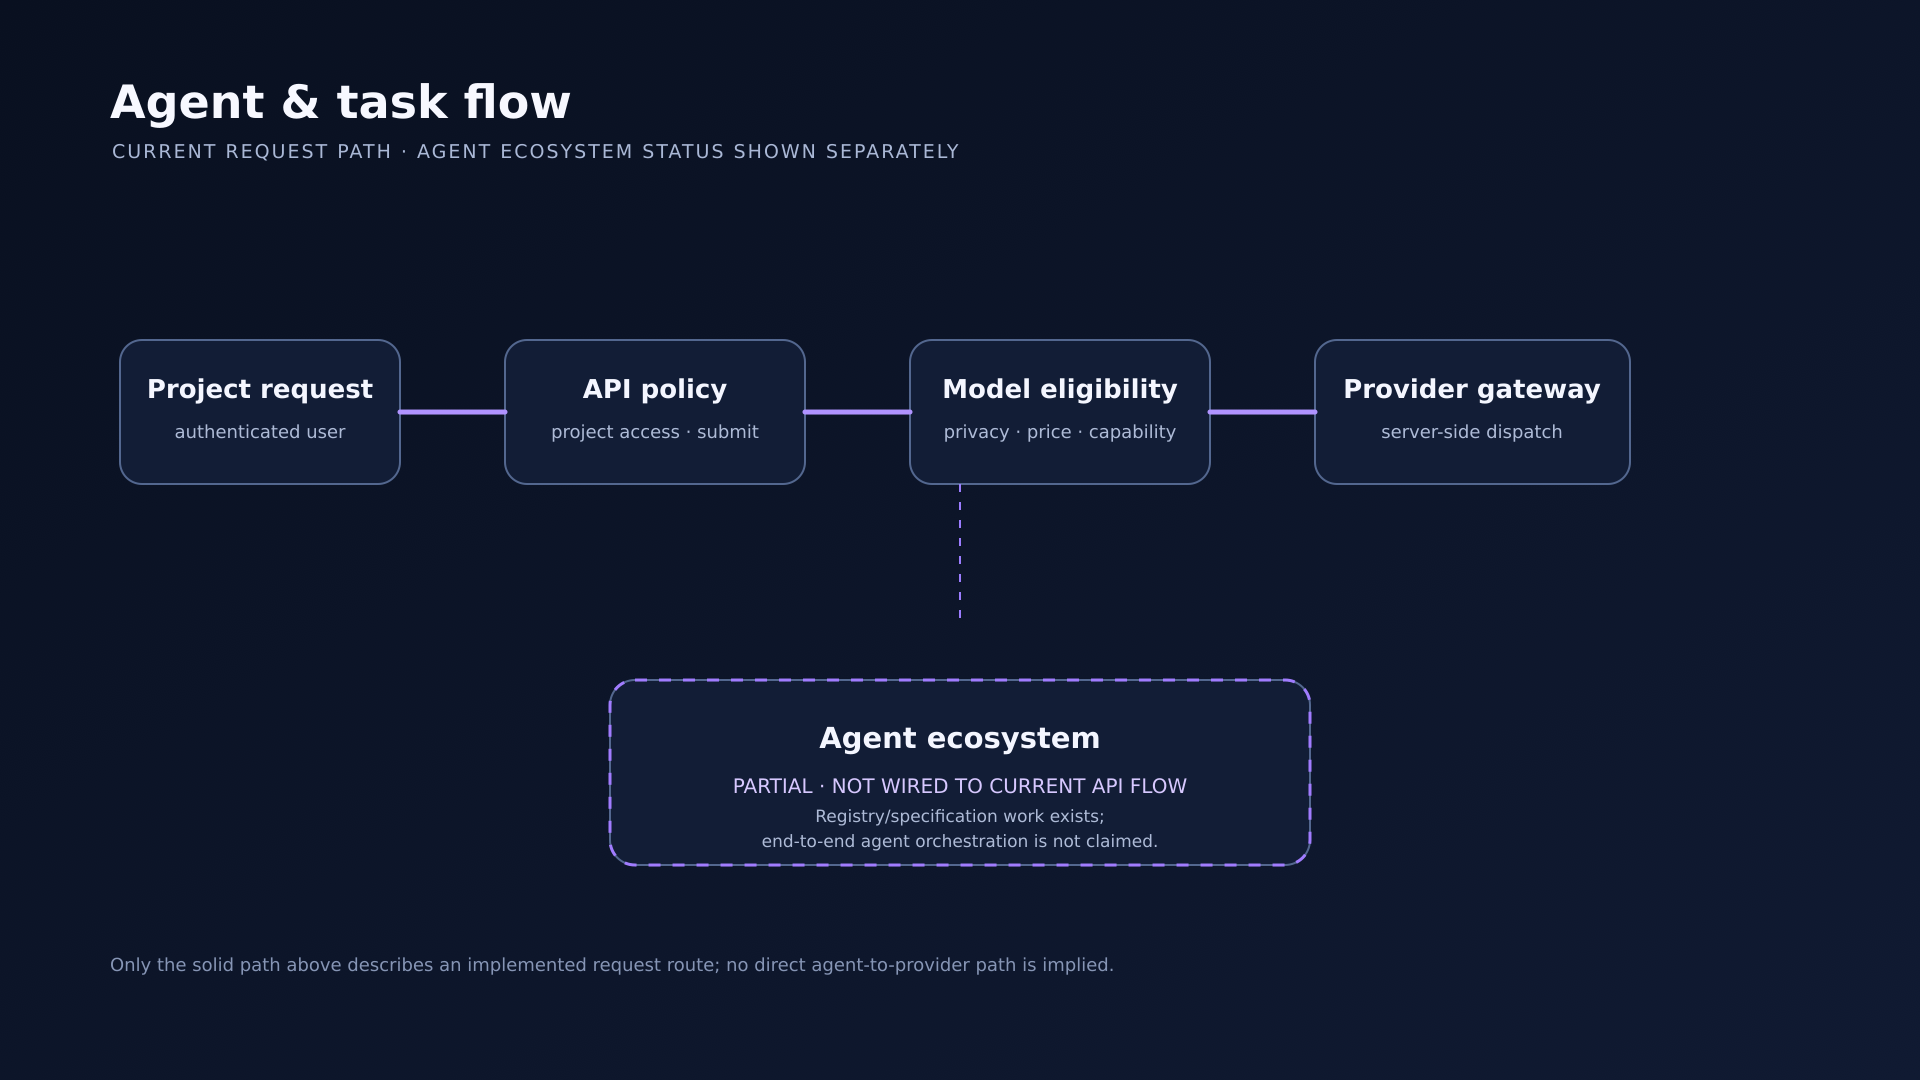 Agent & task flow
CURRENT REQUEST PATH · AGENT ECOSYSTEM STATUS SHOWN SEPARATELY
Project request
authenticated user
API policy
project access · submit
Model eligibility
privacy · price · capability
Provider gateway
server-side dispatch
Agent ecosystem
PARTIAL · NOT WIRED TO CURRENT API FLOW
Registry/specification work exists;
end-to-end agent orchestration is not claimed.
Only the solid path above describes an implemented request route; no direct agent-to-provider path is implied.